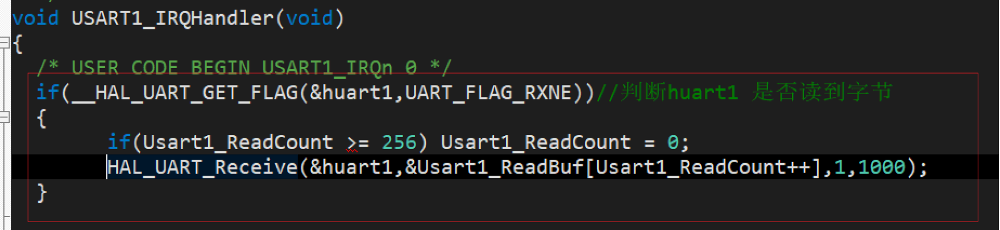 void USART1_IRQHandler(void)
{
/* USER CODE BEGIN USART1_IRQn 0 */
if(__HAL_UART_GET_FLAG(&huart1,UART_FLAG_RXNE))//判断huart1 是否读到字节
{
if(Usart1_ReadCount >= 256) Usart1_ReadCount = 0;
HAL_UART_Receive(&huart1,&Usart1_ReadBuf[Usart1_ReadCount++],1,1000);
}